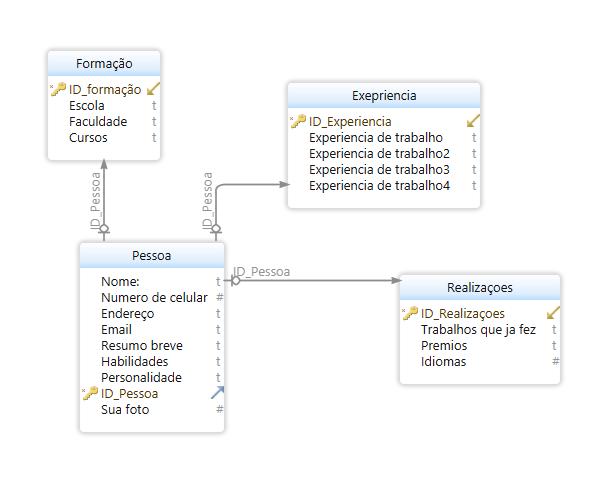 Formação
ID_formação
Escola t
Faculdade t
Cursos t
Exepriencia
ID_Experiencia
Experiencia de trabalho t
Experiencia de trabalho2 t
Experiencia de trabalho3 t
Experiencia de trabalho4 t
ID_Pessoa
ID_Pessoa
Pessoa
Nome: t
Numero de celular #
Endereço t
Email t
Resumo breve t
Habilidades t
Personalidade t
ID_Pessoa
Sua foto #
ID_Pessoa
Realizaçoes
ID_Realizaçoes
Trabalhos que ja fez t
Premios t
Idiomas #